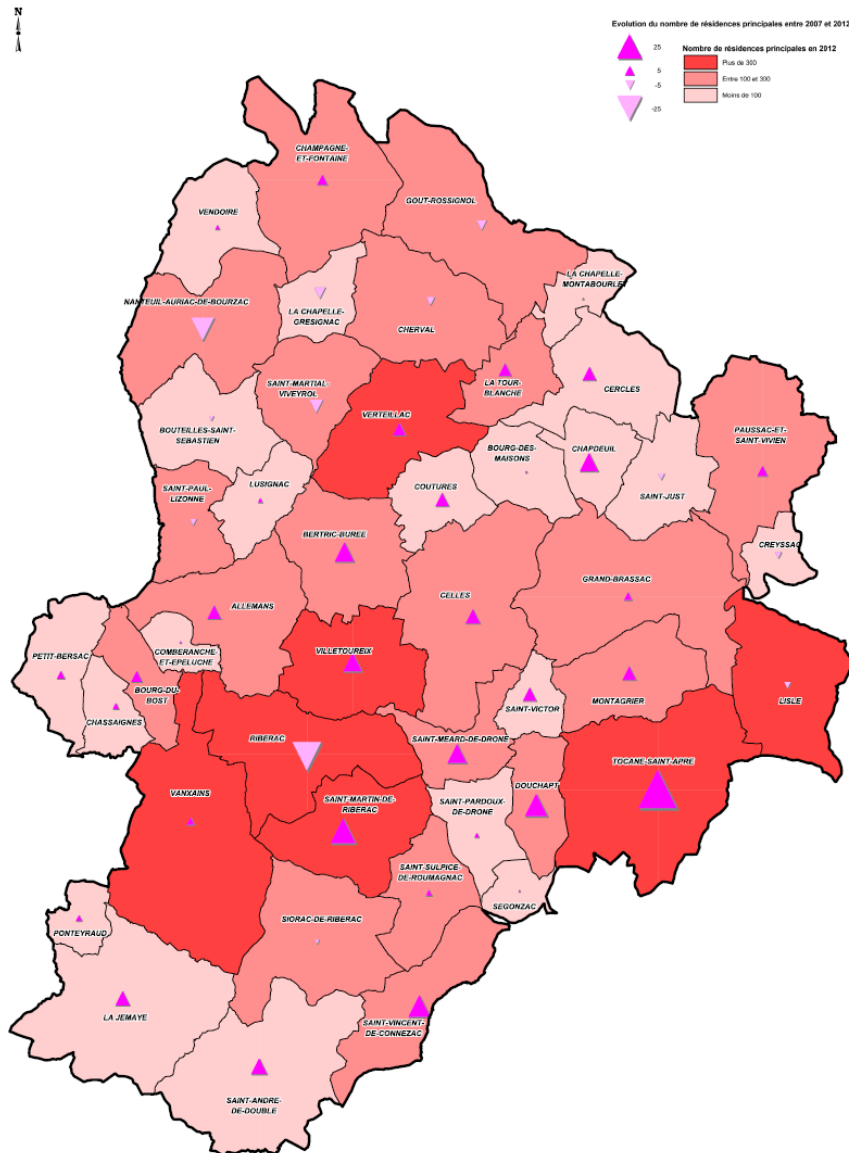 N
Evolution du nombre de résidences principales entre 2007 et 2012
25
5
-5
-25
Nombre de résidences principales en 2012
Plus de 300
Entre 100 et 300
Moins de 100
CHAMPAGNE-
ET-FONTAINE
GOUT-ROSSIGNOL
VENDOIRE
LA CHAPELLE-
MONTABOURLET
NANTEUIL-AURIAC-DE-BOURZAC
LA CHAPELLE-
GRESIGNAC
CHERVAL
SAINT-MARTIAL-
VIVEYROL
LA TOUR-
BLANCHE
CERCLES
VERTEILLAC
BOUTEILLES-SAINT-
SEBASTIEN
PAUSSAC-ET-
SAINT-VIVIEN
BOURG-DES-
MAISONS
CHAPDEUIL
LUSIGNAC
COUTURES
SAINT-JUST
SAINT-PAUL-
LIZONNE
BERTRIC-BUREE
CREYSSAC
GRAND-BRASSAC
CELLES
ALLEMANS
COMBERANCHE-
ET-EPELUCHE
PETIT-BERSAC
VILLETOUREIX
BOURG-DU-
BOST
CHASSAIGNES
SAINT-VICTOR
MONTAGRIER
LISLE
RIBERAC
SAINT-MEARD-DE-DRONE
TOCANE-SAINT-APRE
VANXAINS
SAINT-MARTIN-DE-
RIBERAC
SAINT-PARDOUX-
DE-DRONE
DOUCHAPT
SAINT-SULPICE-
DE-ROUMAGNAC
SEGONZAC
PONTEYRAUD
SIORAC-DE-RIBERAC
LA JEMAYE
SAINT-VINCENT-
DE-CONNEZAC
SAINT-ANDRE-
DE-DOUBLE